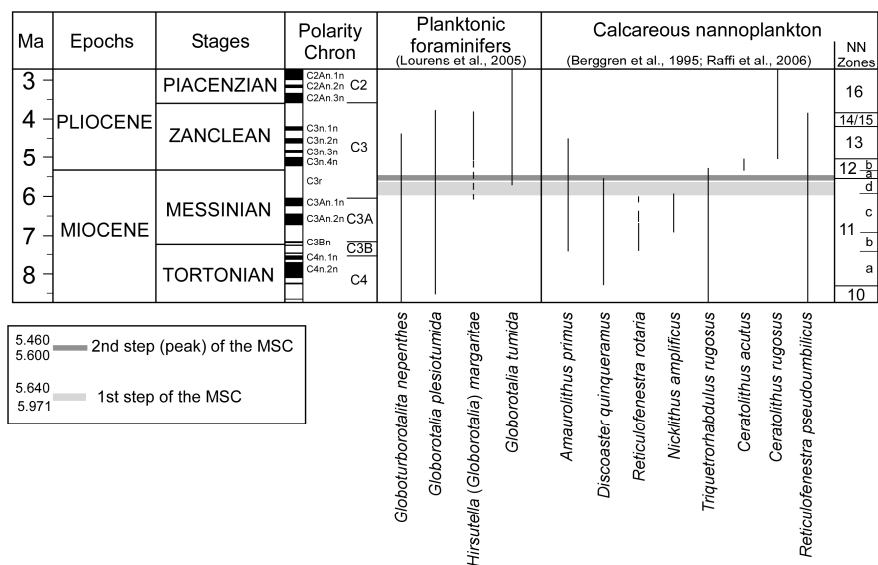 Ma
Epochs
Stages
Polarity
Chron
Planktonic
foraminifers
(Lourens et al., 2005)
Calcareous nannoplankton
(Berggren et al., 1995; Raffi et al., 2006)
NN
Zones
3
4
5
6
7
8
PLIOCENE
MIOCENE
PIACENZIAN
ZANCLEAN
MESSINIAN
TORTONIAN
C2An.1n
C2An.2n
C2An.3n
C3n.1n
C3n.2n
C3n.3n
C3n.4n
C3r
C3An.1n
C3An.2n
C3Bn
C4n.1n
C4n.2n
C2
C3
C3A
C3B
C4
16
14/15
13
12
b
a
d
11
c
b
a
10
5.460
5.600
2nd step (peak) of the MSC
5.640
5.971
1st step of the MSC
Globoturborotalita nepenthes
Globorotalia plesiotumida
Hirsutella (Globorotalia) margaritae
Globorotalia tumida
Amaurolithus primus
Discoaster quinqueramus
Reticulofenestra rotaria
Nicklithus amplificus
Triquetrorhabdulus rugosus
Ceratolithus acutus
Ceratolithus rugosus
Reticulofenestra pseudoumbilicus